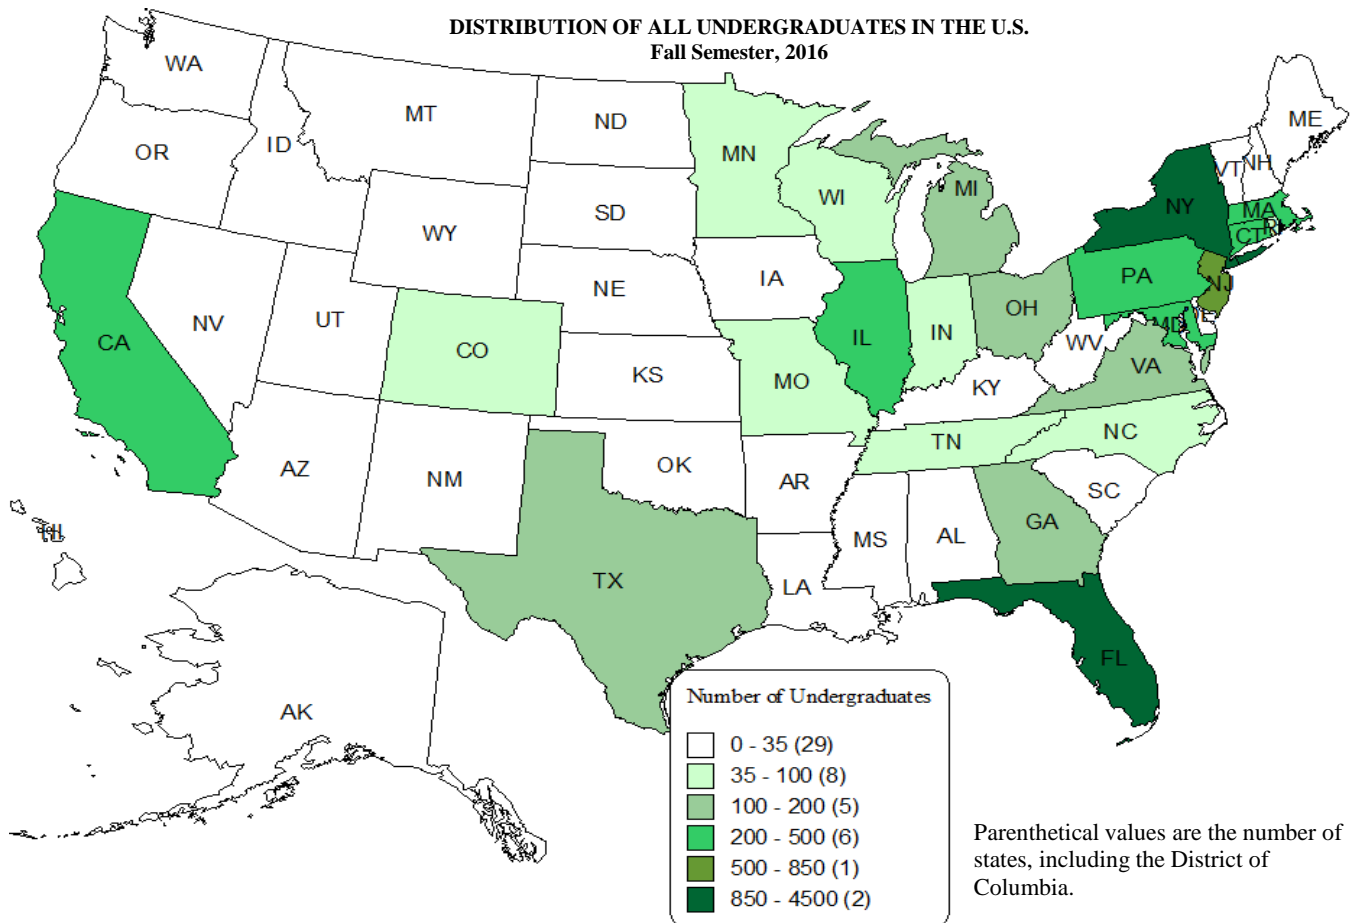 DISTRIBUTION OF ALL UNDERGRADUATES IN THE U.S.
Fall Semester, 2016
WA
MT
ND
MN
ME
OR
ID
VT
NH
WI
MI
NY
SD
MA
WY
CT
RI
IA
PA
NE
NJ
NV
UT
OH
CA
CO
IL
IN
MD
WV
VA
KS
MO
KY
NC
TN
AZ
NM
OK
AR
SC
GA
HI
MS
AL
TX
LA
FL
AK
Number of Undergraduates
0 - 35 (29)
35 - 100 (8)
100 - 200 (5)
200 - 500 (6)
500 - 850 (1)
850 - 4500 (2)
Parenthetical values are the number of
states, including the District of
Columbia.